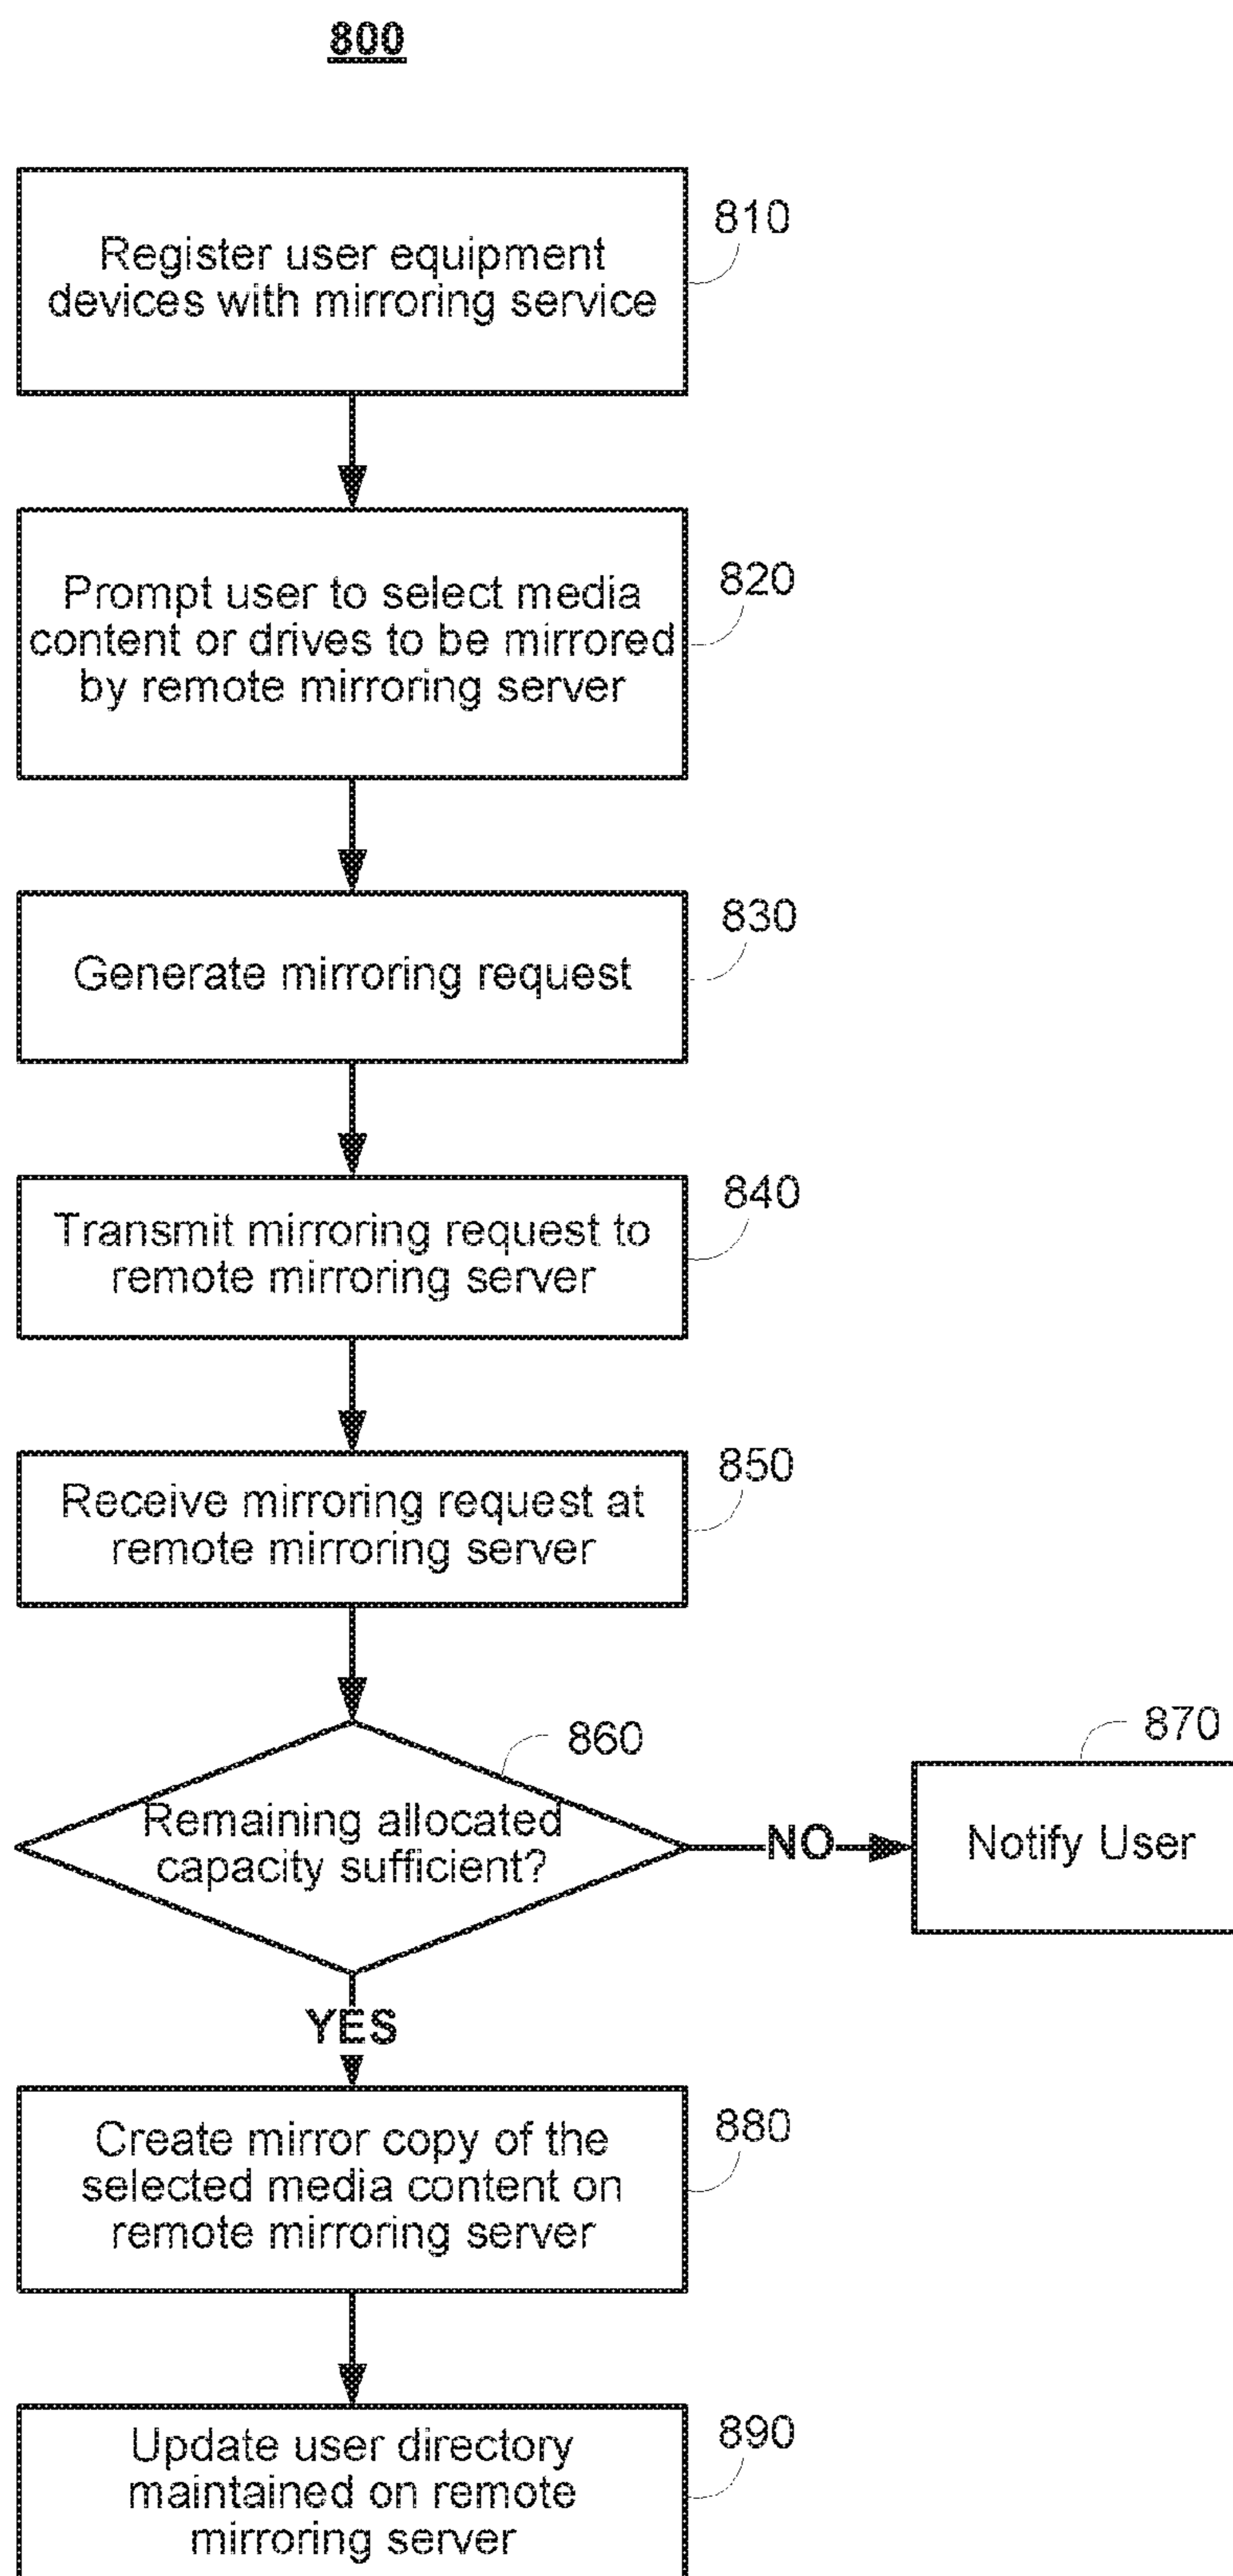 800
810
Register user equipment
devices with mirroring service
820
Prompt user to select media
content or drives to be mirrored
by remote mirroring server
830
Generate mirroring request
840
Transmit mirroring request to
remote mirroring server
850
Receive mirroring request at
remote mirroring server
860
Remaining allocated
capacity sufficient?
NO
870
Notify User
YES
880
Create mirror copy of the
selected media content on
remote mirroring server
890
Update user directory
maintained on remote
mirroring server